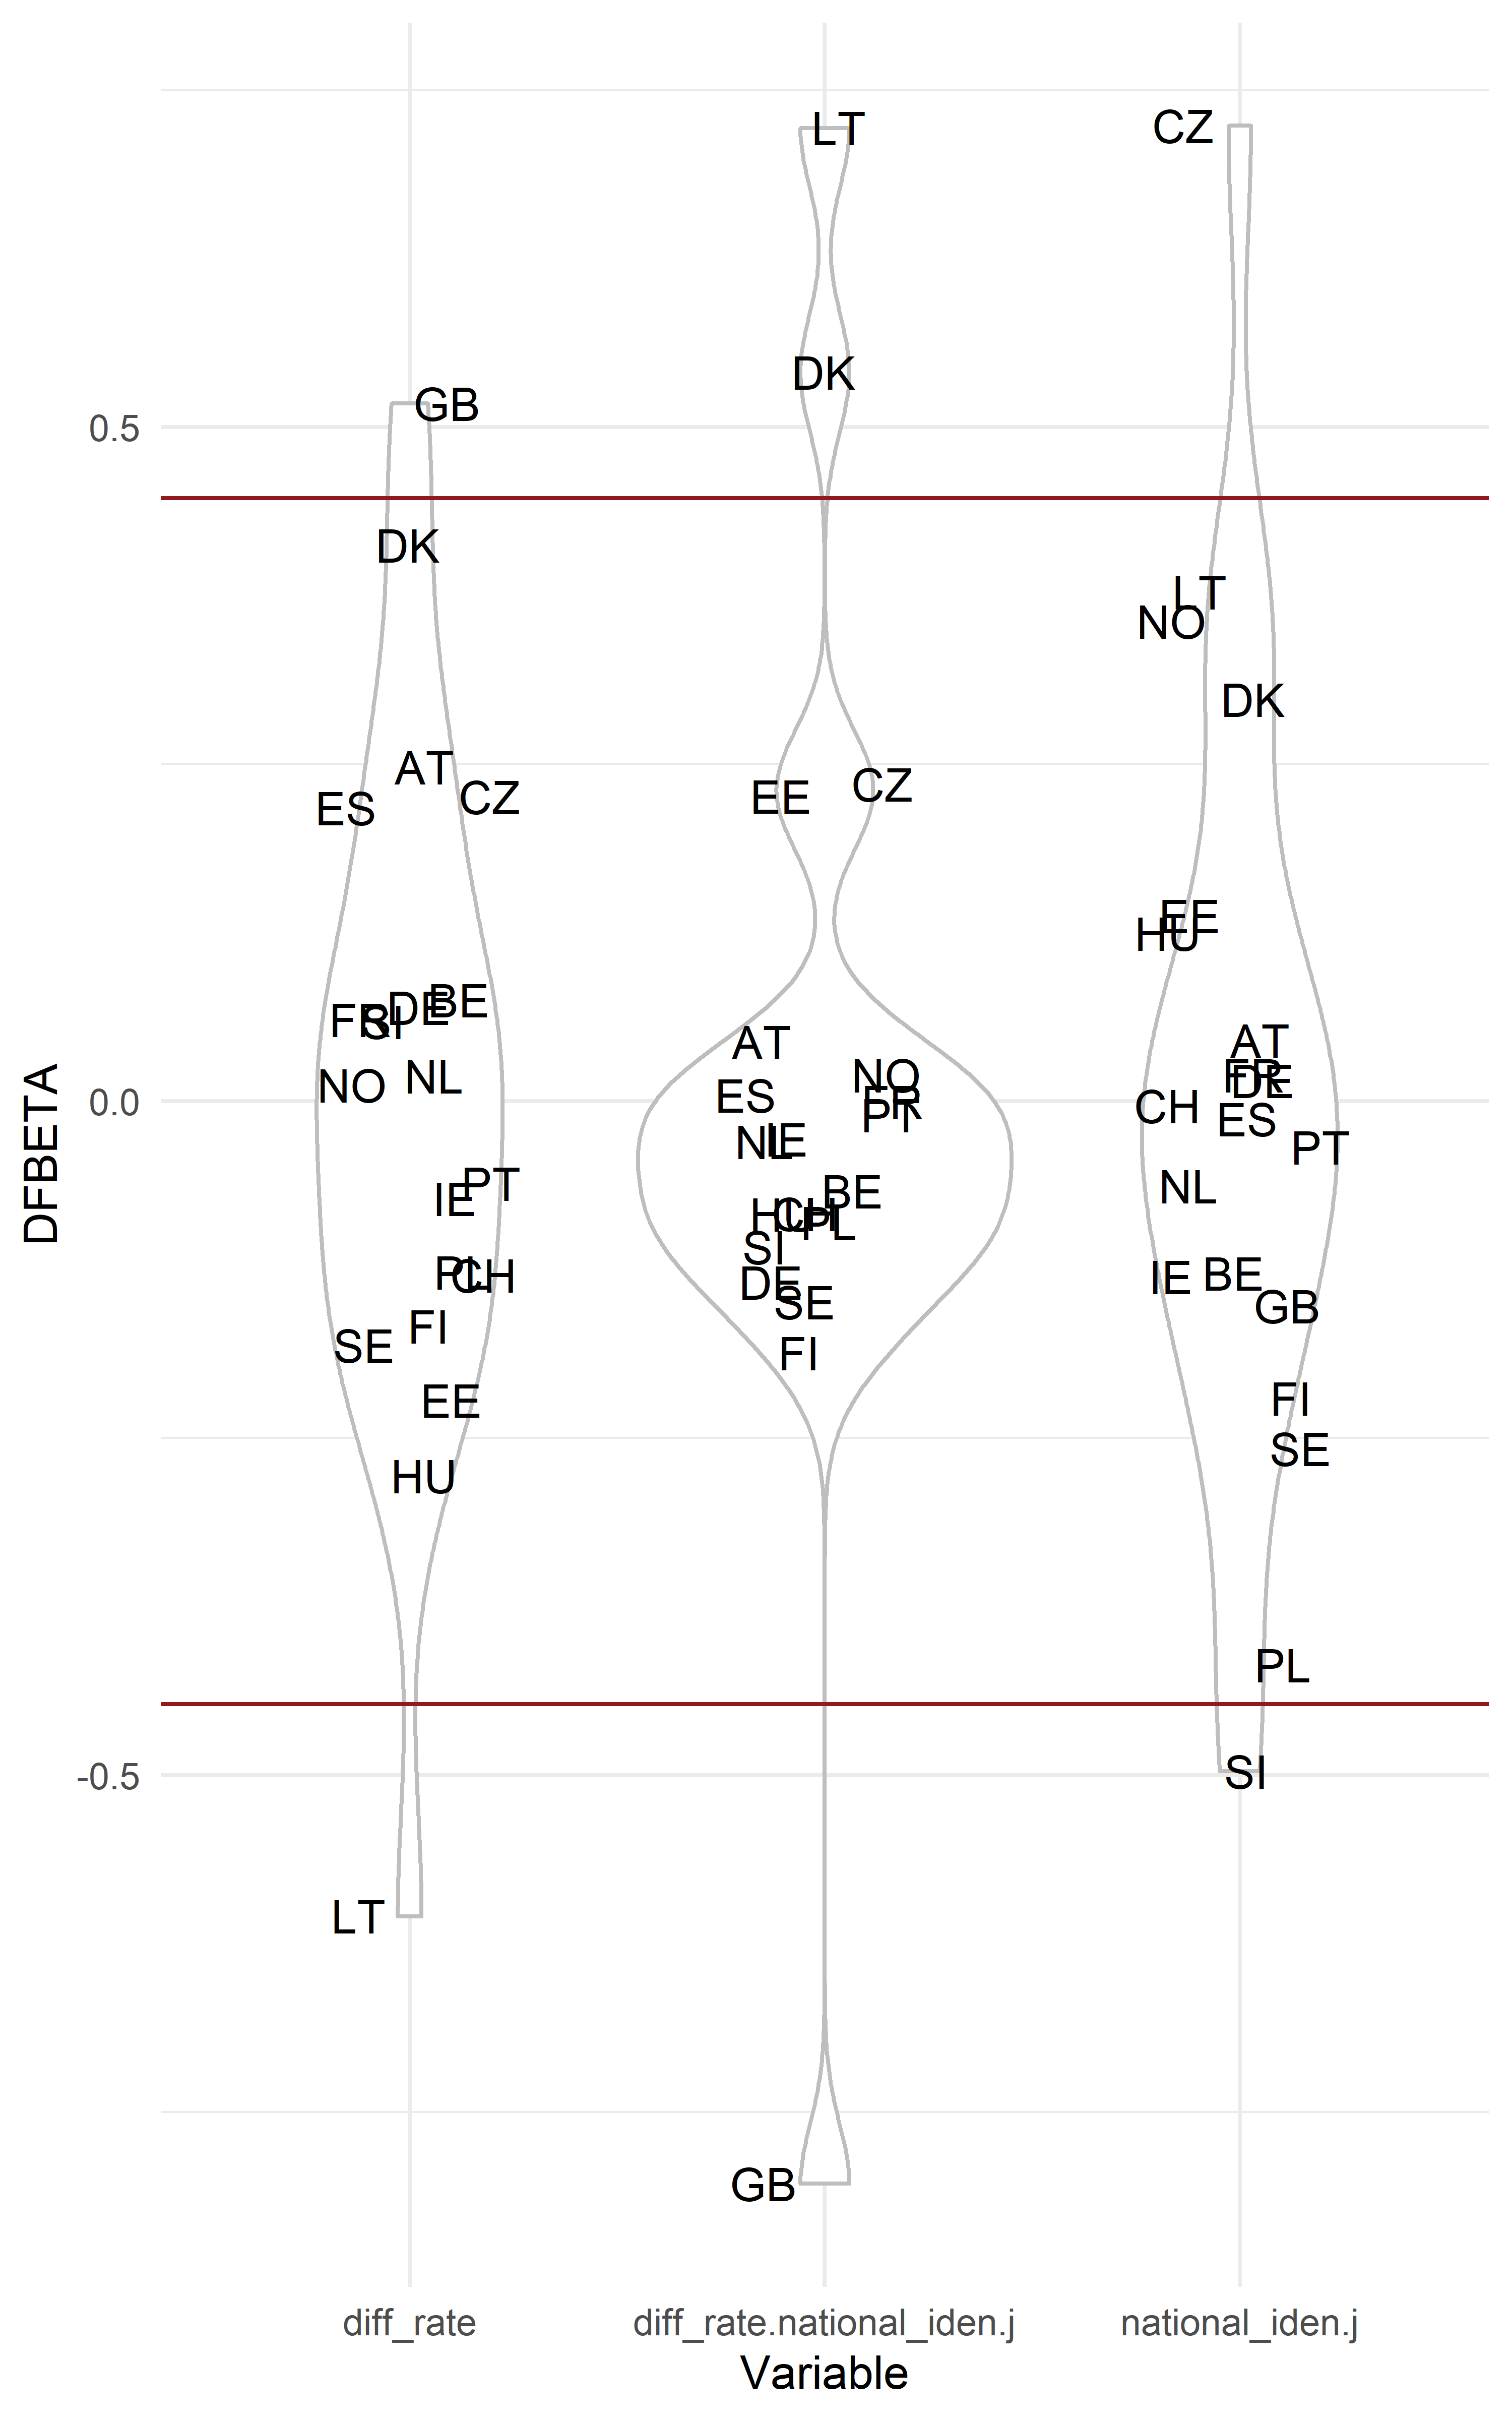 LT
CZ
GB
DK
0.5
DK
LT
NO
DK
AT
CZ
ES
CZ
EE
EE
HU
BE
DE
FR
SI
AT
AT
NL
NO
NO
ES
FR
PT
FR
DE
CH
ES
0.0
DFBETA
NL
IE
PT
PT
IE
BE
NL
HU
CH
PL
SI
PL
CH
DE
SE
BE
IE
GB
FI
SE
FI
EE
FI
HU
SE
PL
-0.5
SI
LT
GB
diff_rate
diff_rate.national_iden.j
national_iden.j
Variable